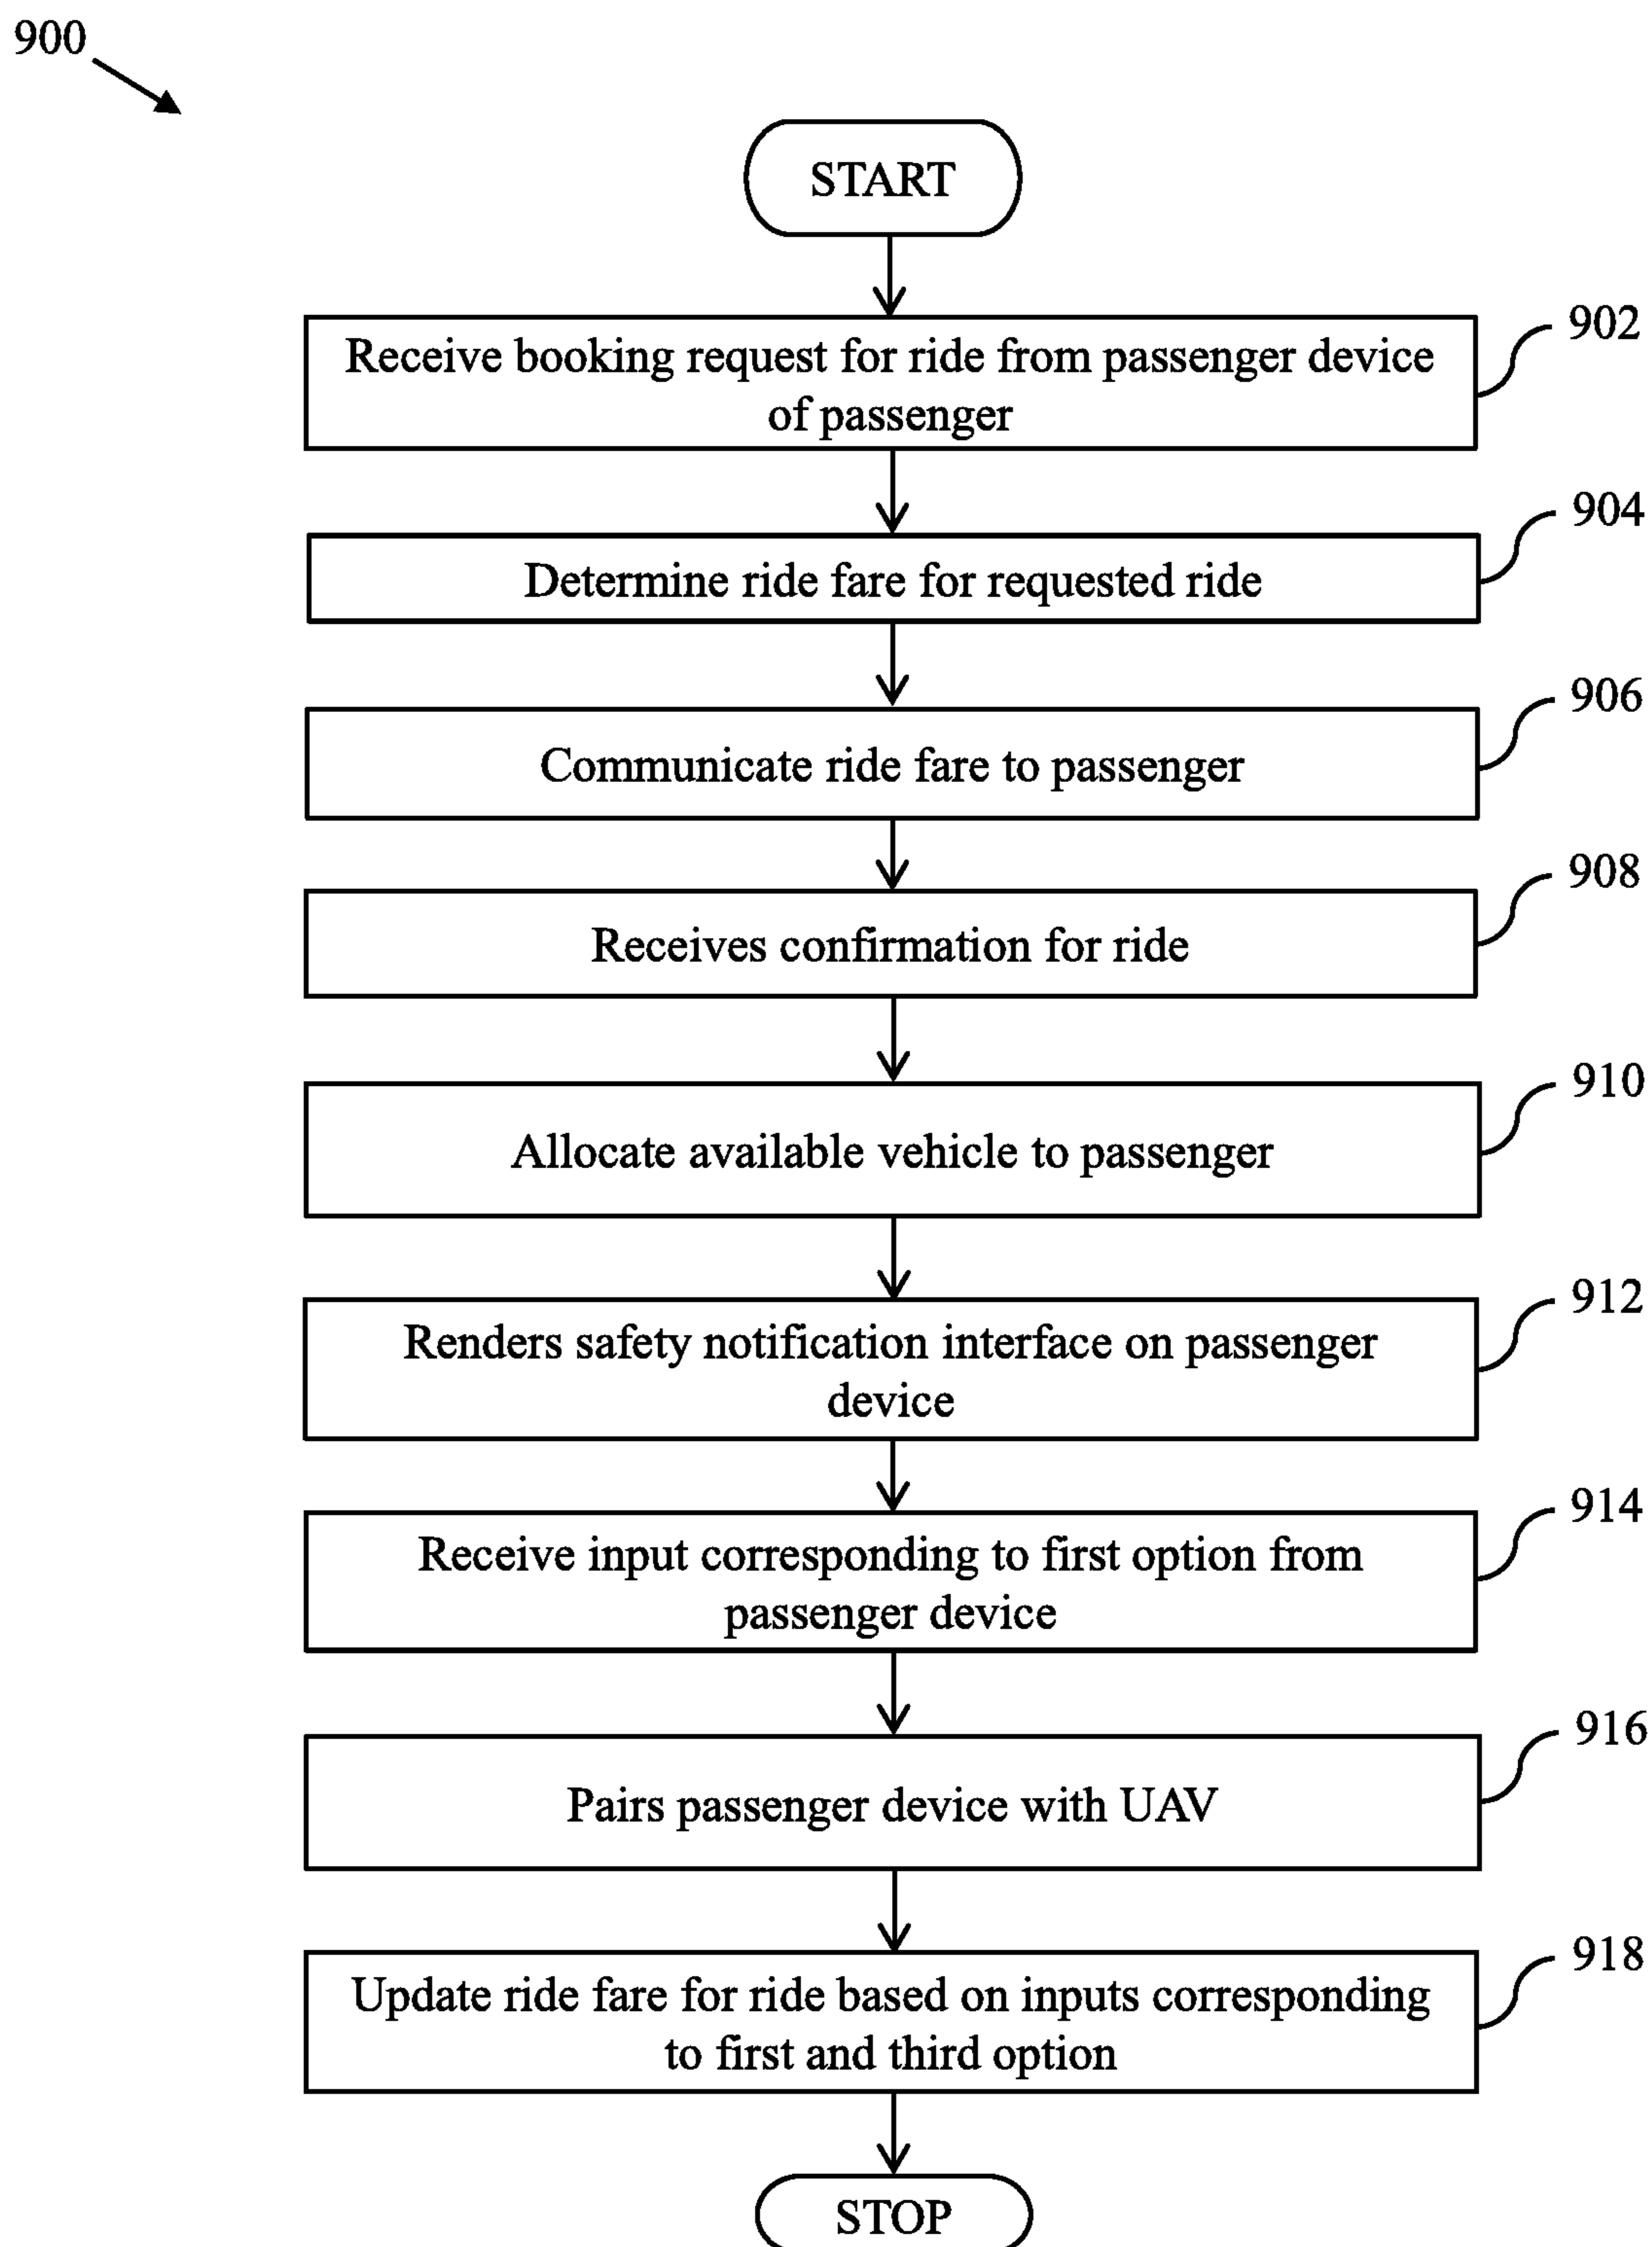 900
START
Receive booking request for ride from passenger device
of passenger
902
Determine ride fare for requested ride
904
Communicate ride fare to passenger
906
Receives confirmation for ride
908
Allocate available vehicle to passenger
910
Renders safety notification interface on passenger
device
912
Receive input corresponding to first option from
passenger device
914
Pairs passenger device with UAV
916
Update ride fare for ride based on inputs corresponding
to first and third option
918
STOP